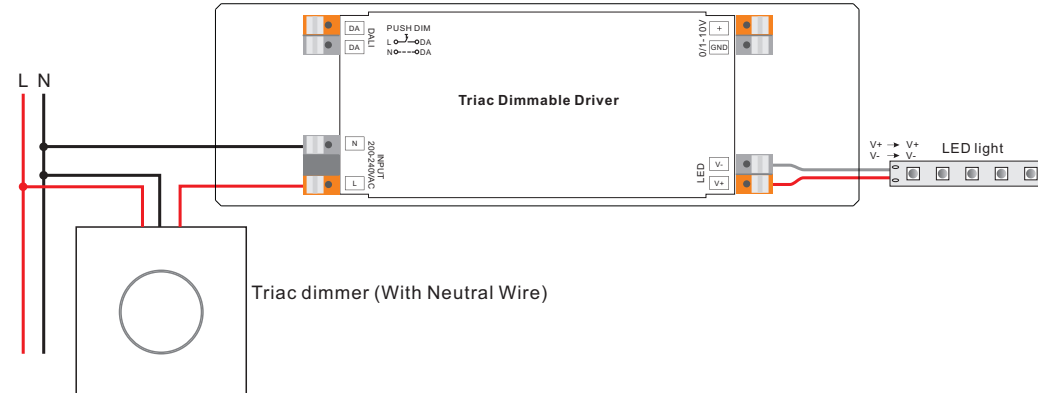 L N
DA
DA
DALI
PUSH DIM
L DA
N DA
+
GND
0/1-10V
Triac Dimmable Driver
N
L
INPUT
200-240VAC
LED
V-
V+
V+ → V+
V- → V-
LED light
Triac dimmer (With Neutral Wire)